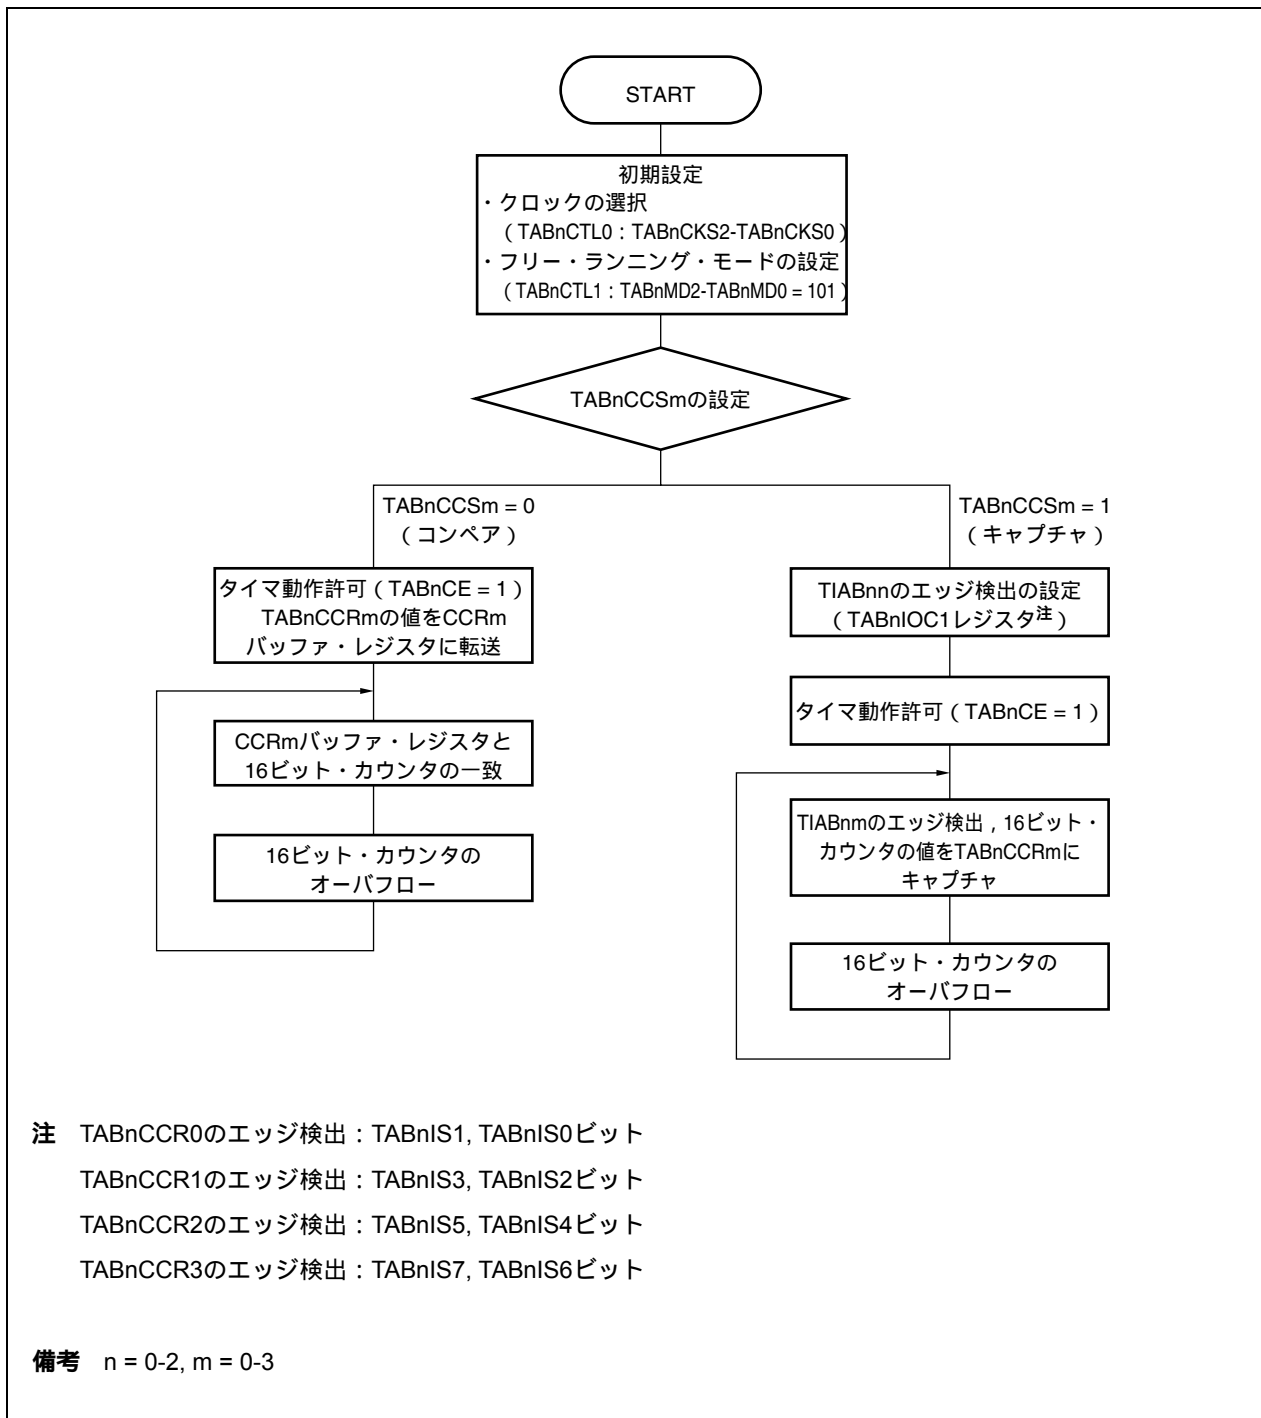 START
初期設定
・クロックの選択
（TABnCTL0：TABnCKS2-TABnCKS0）
・フリー・ランニング・モードの設定
（TABnCTL1：TABnMD2-TABnMD0 = 101）
TABnCCSmの設定
TABnCCSm = 0
（コンペア）
タイマ動作許可（TABnCE = 1）
TABnCCRmの値をCCRm
バッファ・レジスタに転送
CCRmバッファ・レジスタと
16ビット・カウンタの一致
16ビット・カウンタの
オーバフロー
TABnCCSm = 1
（キャプチャ）
TIABnnのエッジ検出の設定
（TABnIOC1レジスタ注）
タイマ動作許可（TABnCE = 1）
TIABnmのエッジ検出，16ビット・
カウンタの値をTABnCCRmに
キャプチャ
16ビット・カウンタの
オーバフロー
注 TABnCCR0のエッジ検出：TABnIS1, TABnIS0ビット
TABnCCR1のエッジ検出：TABnIS3, TABnIS2ビット
TABnCCR2のエッジ検出：TABnIS5, TABnIS4ビット
TABnCCR3のエッジ検出：TABnIS7, TABnIS6ビット
備考 n = 0-2, m = 0-3